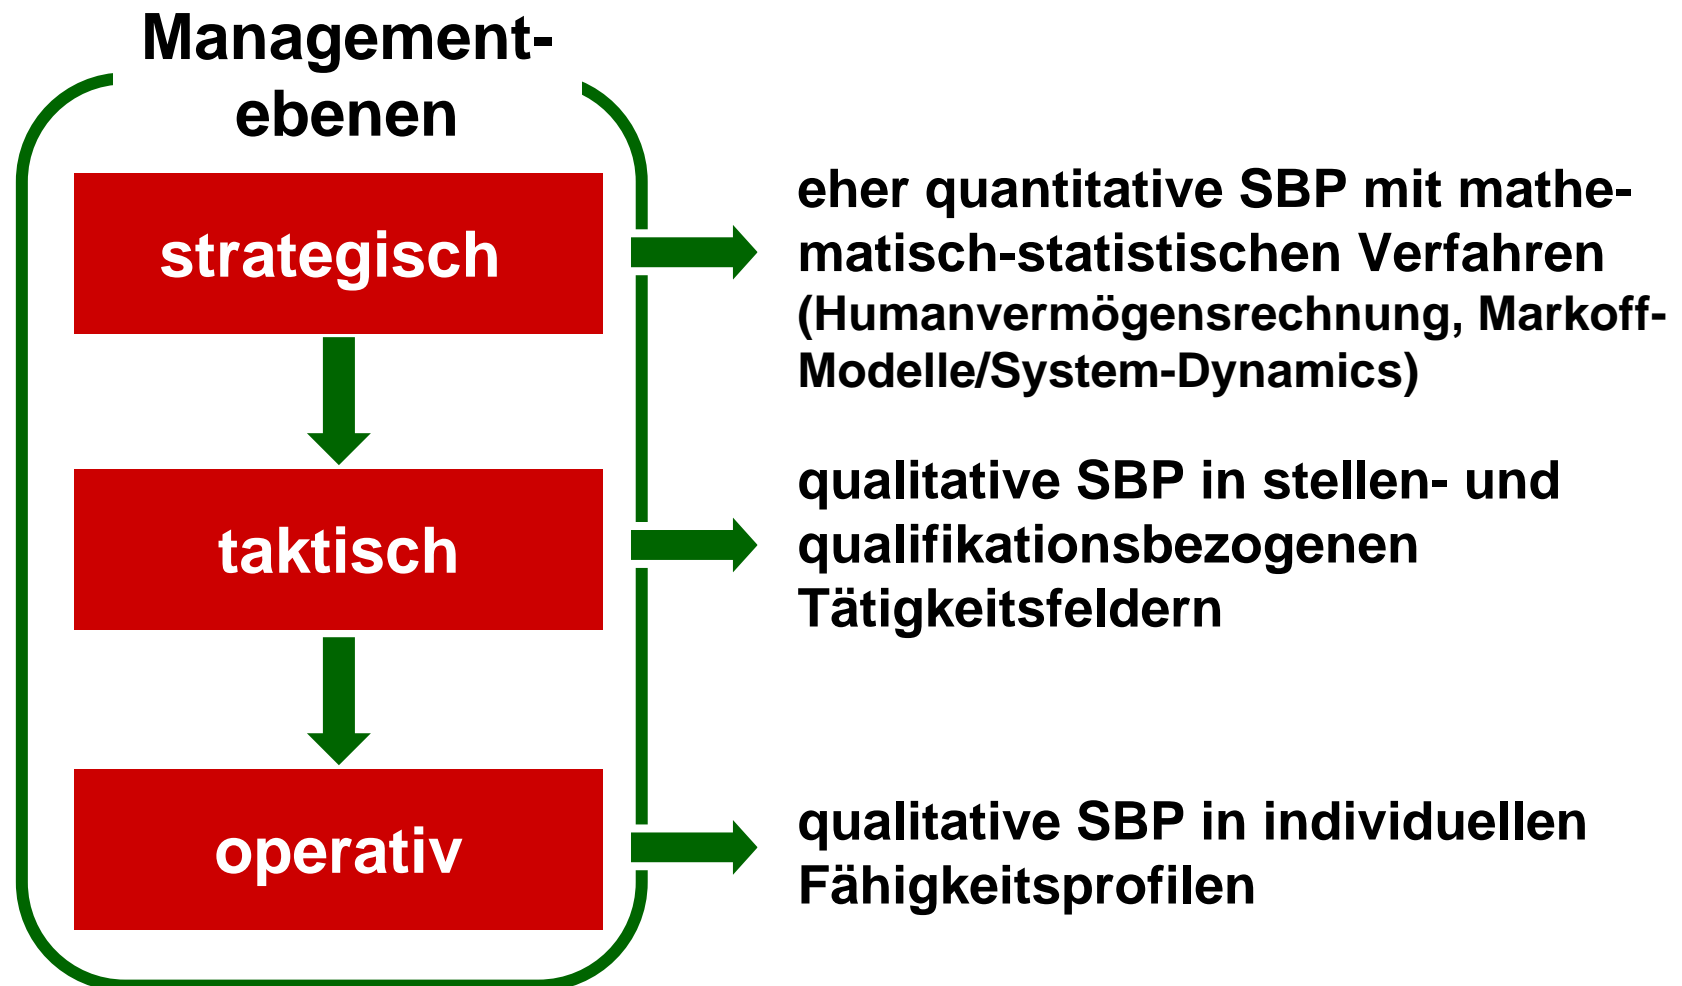 Management-
ebenen
strategisch
eher quantitative SBP mit mathe-
matisch-statistischen Verfahren
(Humanvermögensrechnung, Markoff-
Modelle/System-Dynamics)
taktisch
qualitative SBP in stellen- und
qualifikationsbezogenen
Tätigkeitsfeldern
operativ
qualitative SBP in individuellen
Fähigkeitsprofilen